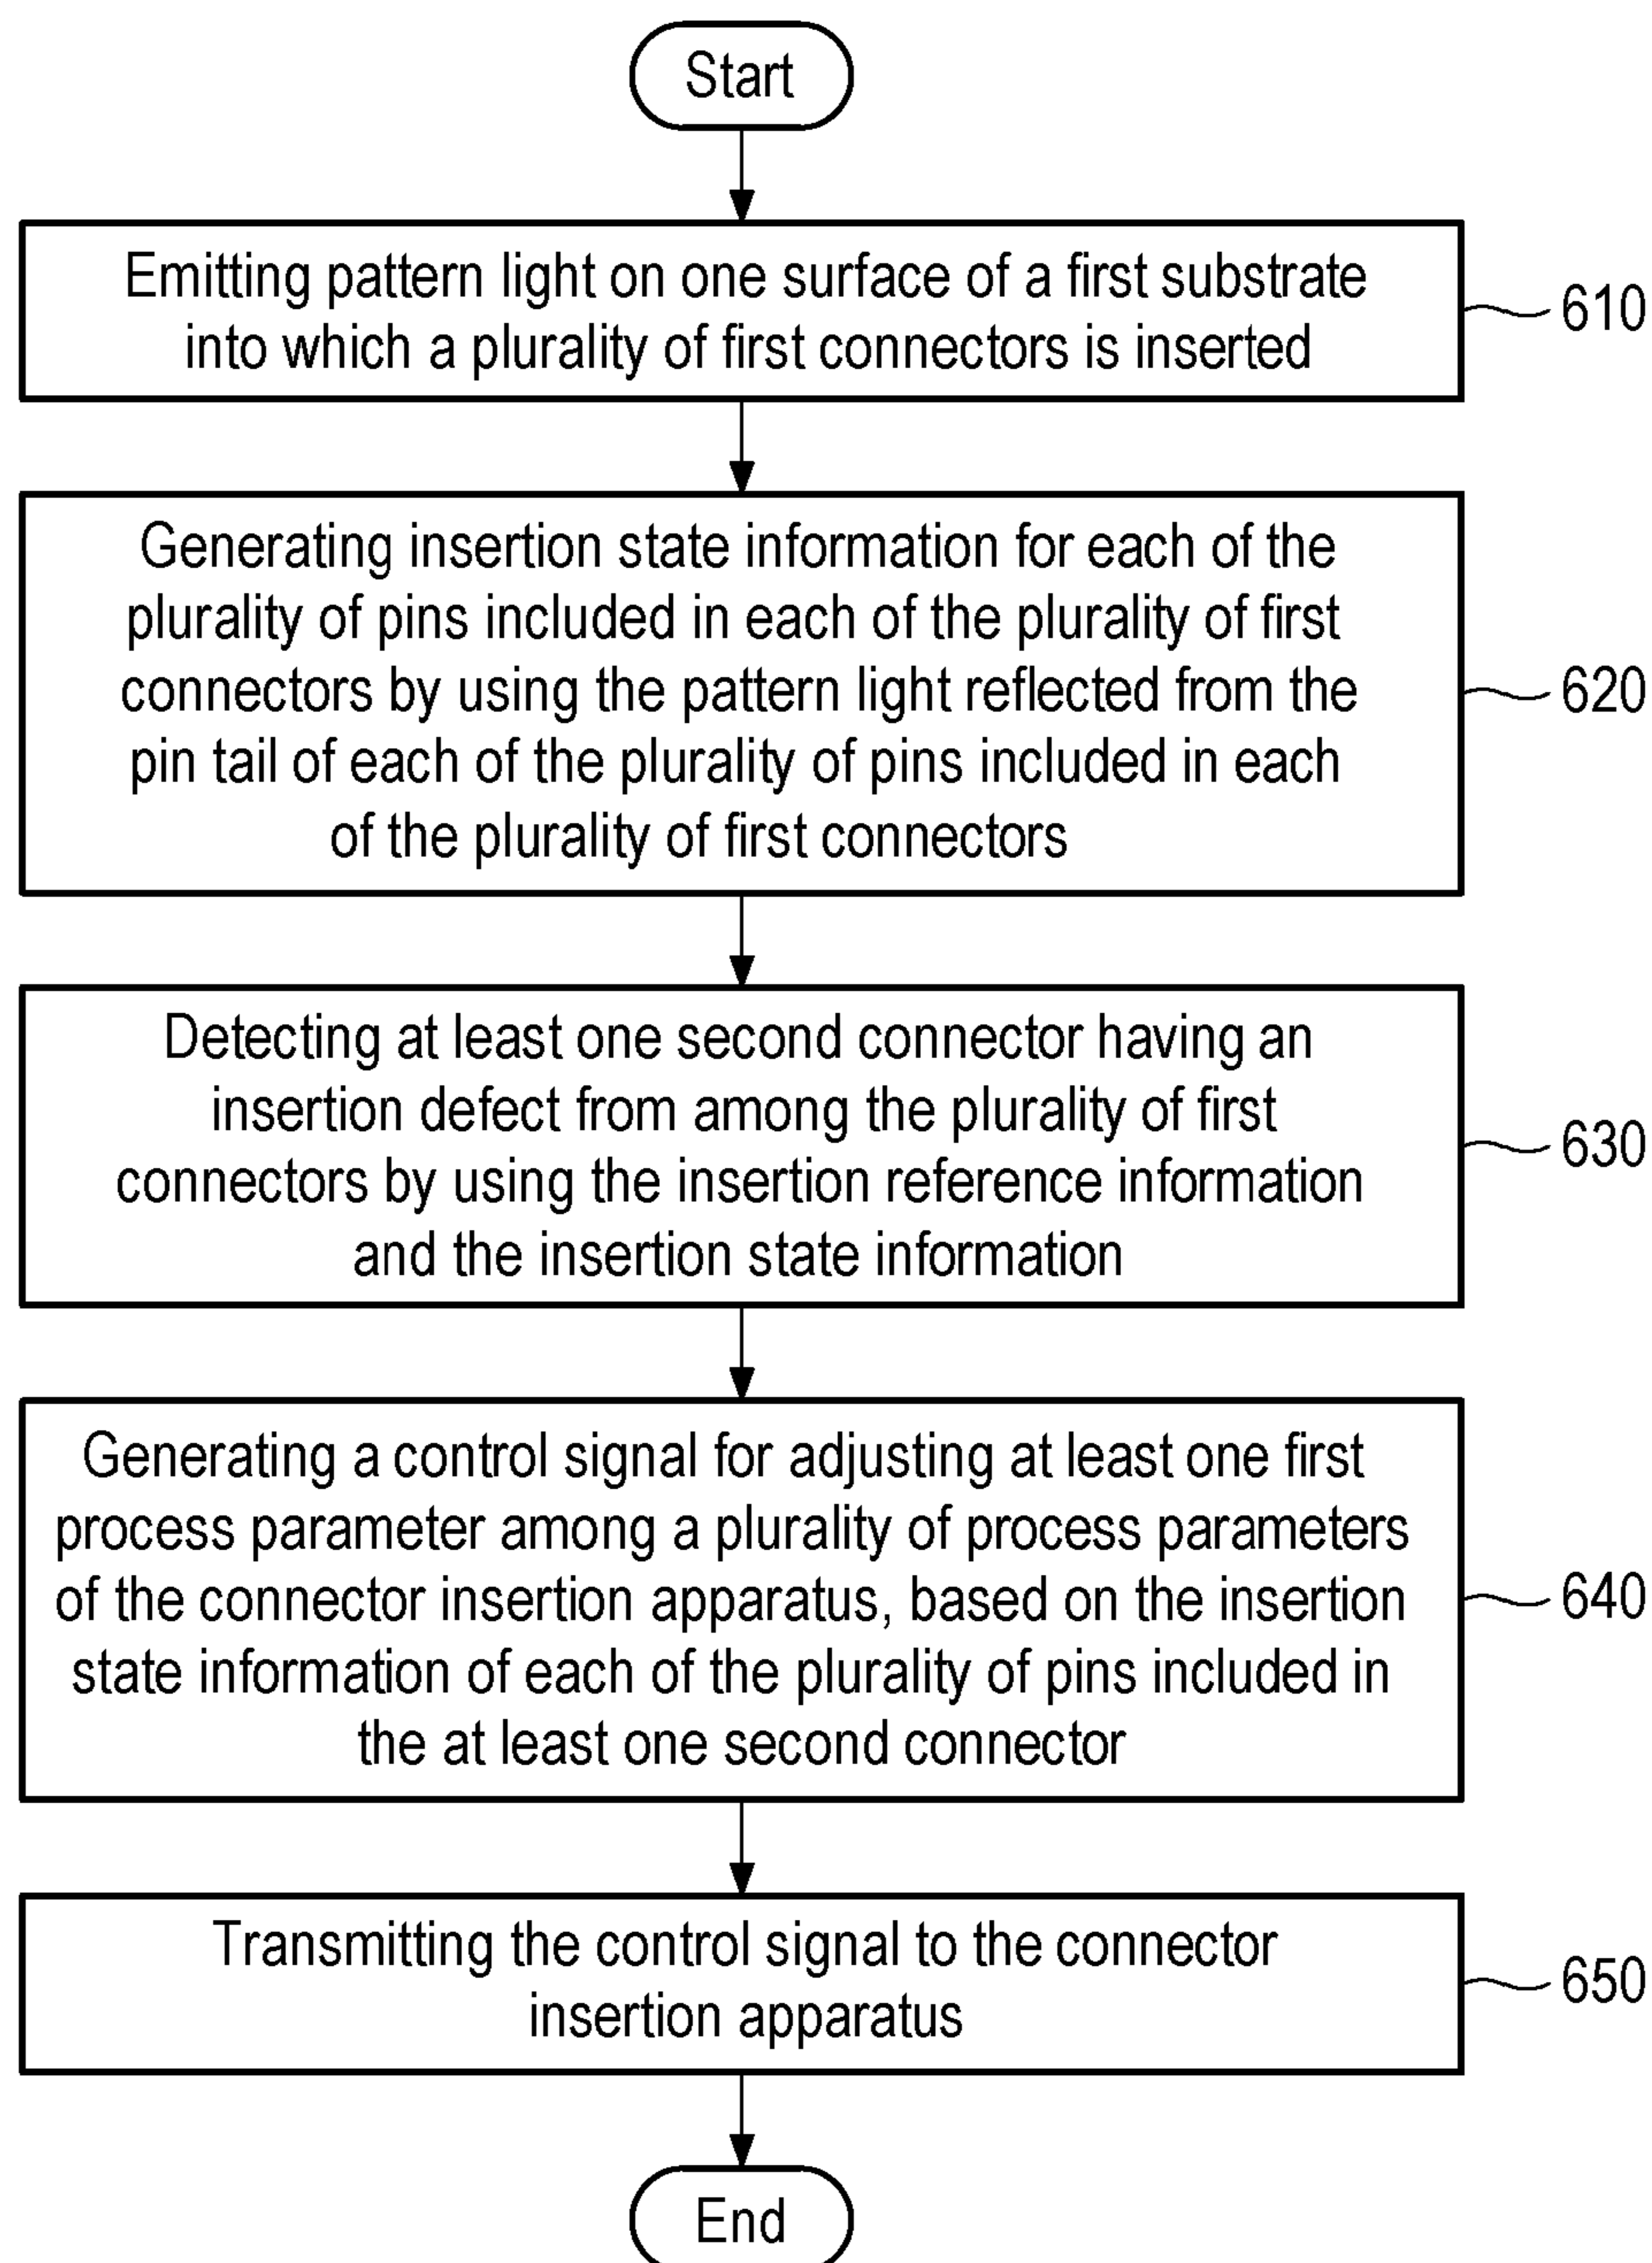 Start
Emitting pattern light on one surface of a first substrate
into which a plurality of first connectors is inserted
610
Generating insertion state information for each of the
plurality of pins included in each of the plurality of first
connectors by using the pattern light reflected from the
pin tail of each of the plurality of pins included in each
of the plurality of first connectors
620
Detecting at least one second connector having an
insertion defect from among the plurality of first
connectors by using the insertion reference information
and the insertion state information
630
Generating a control signal for adjusting at least one first
process parameter among a plurality of process parameters
of the connector insertion apparatus, based on the insertion
state information of each of the plurality of pins included in
the at least one second connector
640
Transmitting the control signal to the connector
insertion apparatus
650
End